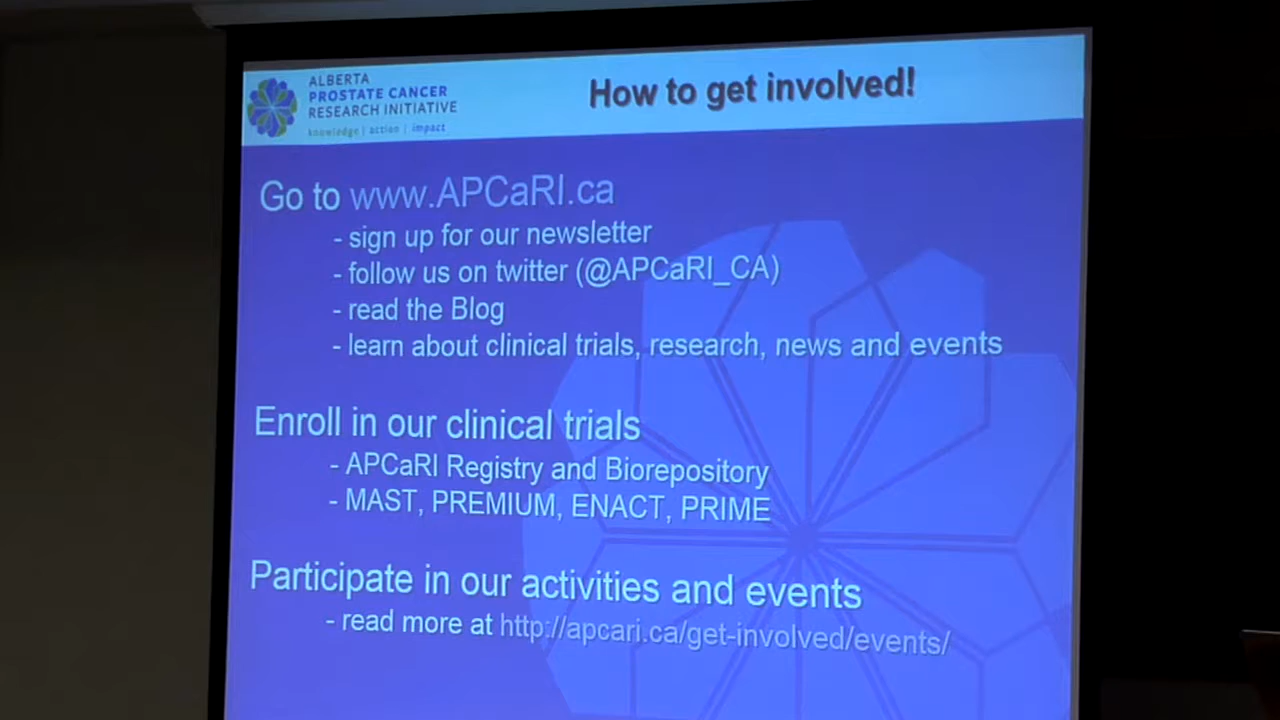 ALBERTA
PROSTATE CANCER
RESEARCH INITIATIVE
knowledge | action | impact
How to get involved!
Go to www.APCaRI.ca
- sign up for our newsletter
- follow us on twitter (@APCaRI_CA)
- read the Blog
- learn about clinical trials, research, news and events
Enroll in our clinical trials
- APCaRI Registry and Biorepository
- MAST, PREMIUM, ENACT, PRIME
Participate in our activities and events
- read more at http://apcari.ca/get-involved/events/